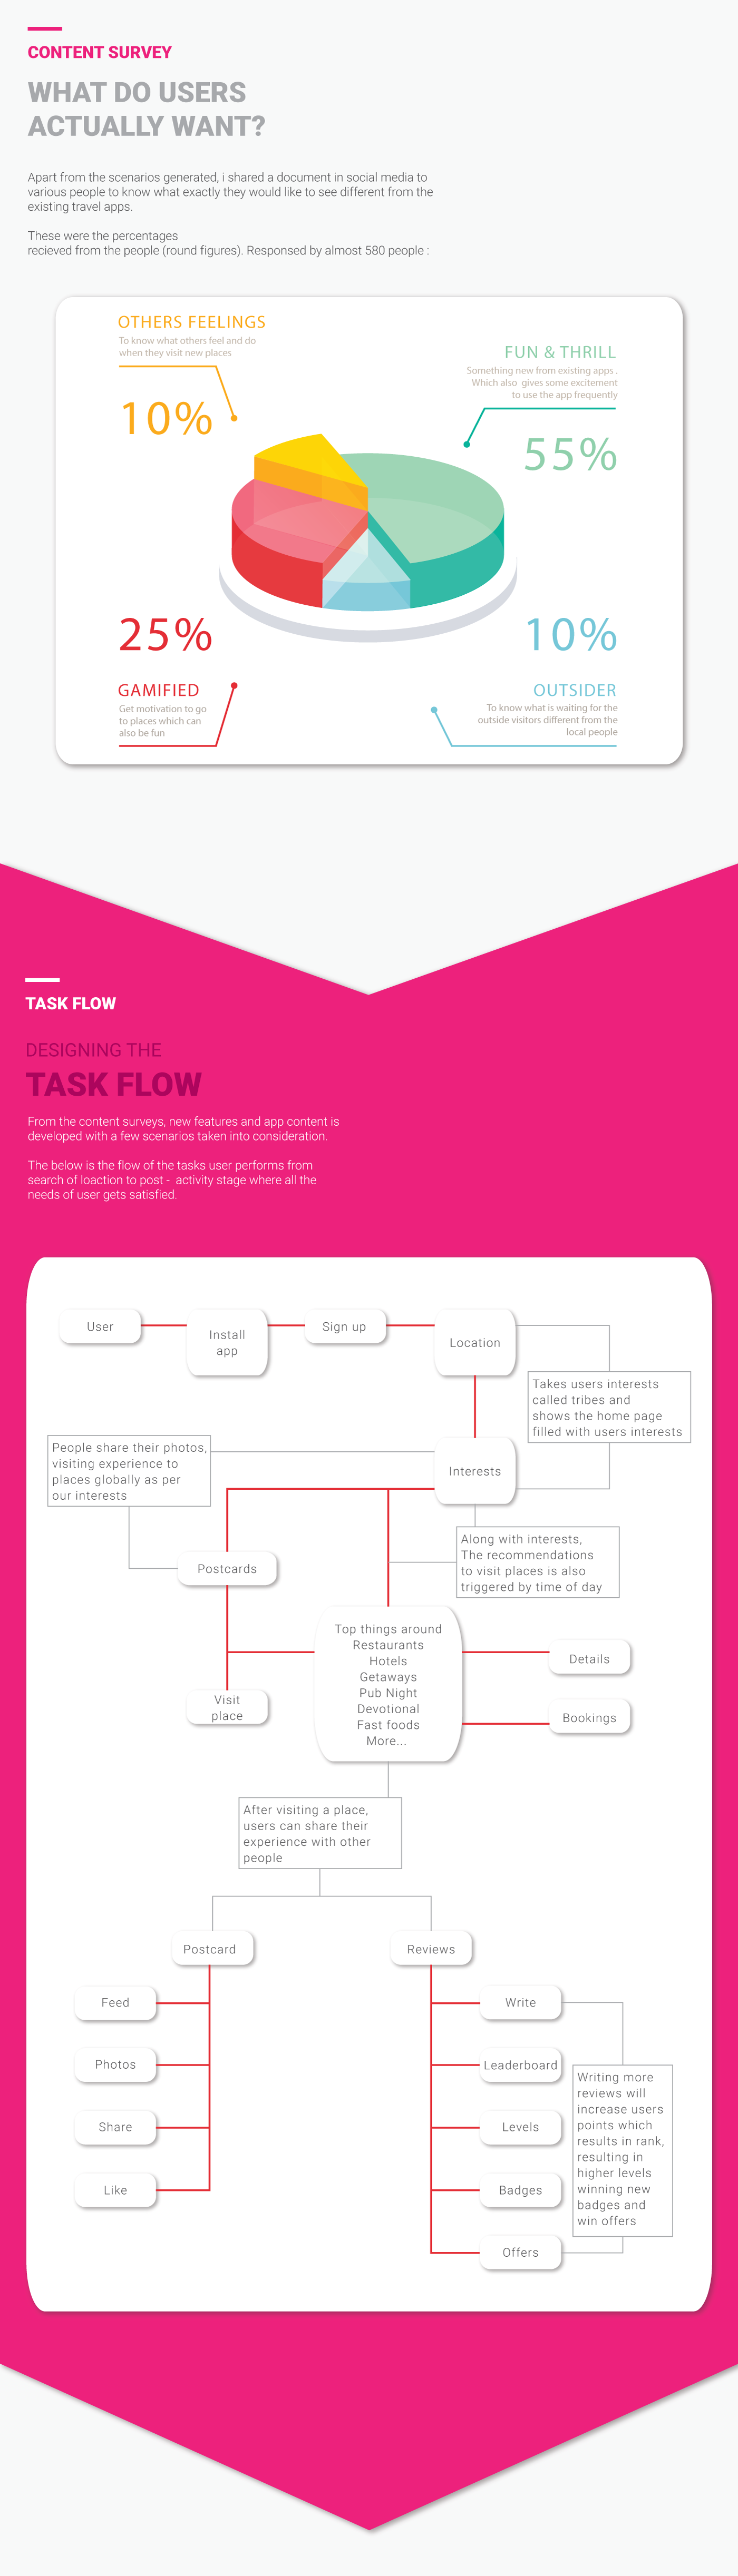 CONTENT SURVEY
WHAT DO USERS
ACTUALLY WANT?
Apart from the scenarios generated, i shared a document in social media to
various people to know what exactly they would like to see different from the
existing travel apps.
These were the percentages
recieved from the people (round figures). Responsed by almost 580 people :
OTHERS FEELINGS
To know what others feel and do
when they visit new places
10%
FUN & THRILL
Something new from existing apps .
Which also gives some excitement
to use the app frequently
55%
25%
GAMIFIED
Get motivation to go
to places which can
also be fun
10%
OUTSIDER
To know what is waiting for the
outside visitors different from the
local people
TASK FLOW
DESIGNING THE
TASK FLOW
From the content surveys, new features and app content is
developed with a few scenarios taken into consideration.
The below is the flow of the tasks user performs from
search of loaction to post - activity stage where all the
needs of user gets satisfied.
User
Install
app
Sign up
Location
Takes users interests
called tribes and
shows the home page
filled with users interests
People share their photos,
visiting experience to
places globally as per
our interests
Interests
Along with interests,
The recommendations
to visit places is also
triggered by time of day
Postcards
Top things around
Restaurants
Hotels
Getaways
Pub Night
Devotional
Fast foods
More...
Details
Bookings
Visit
place
After visiting a place,
users can share their
experience with other
people
Postcard
Reviews
Feed
Photos
Share
Like
Write
Leaderboard
Levels
Badges
Offers
Writing more
reviews will
increase users
points which
results in rank,
resulting in
higher levels
winning new
badges and
win offers